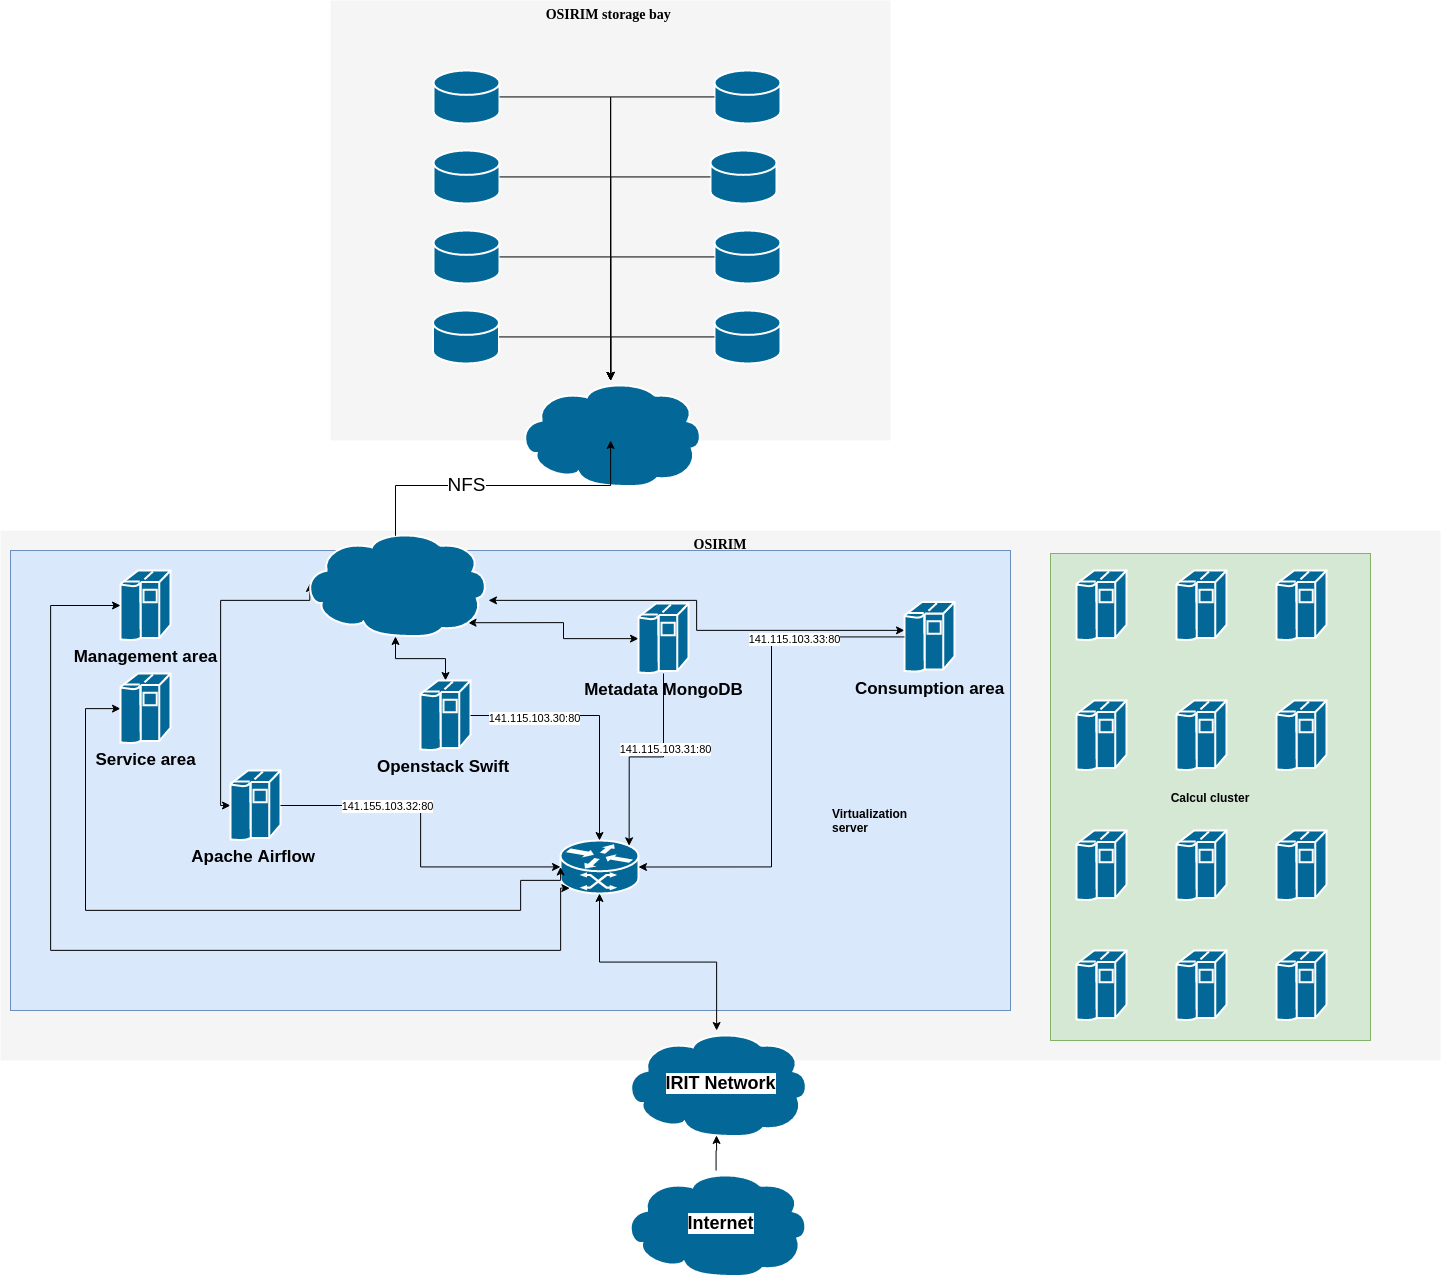 OSIRIM storage bay
NFS
OSIRIM
Management area
141.115.103.33:80
Metadata MongoDB
Consumption area
141.115.103.30:80
141.115.103.31:80
Service area
Openstack Swift
141.155.103.32:80
Calcul cluster
Virtualization
server
Apache Airflow
IRIT Network
Internet